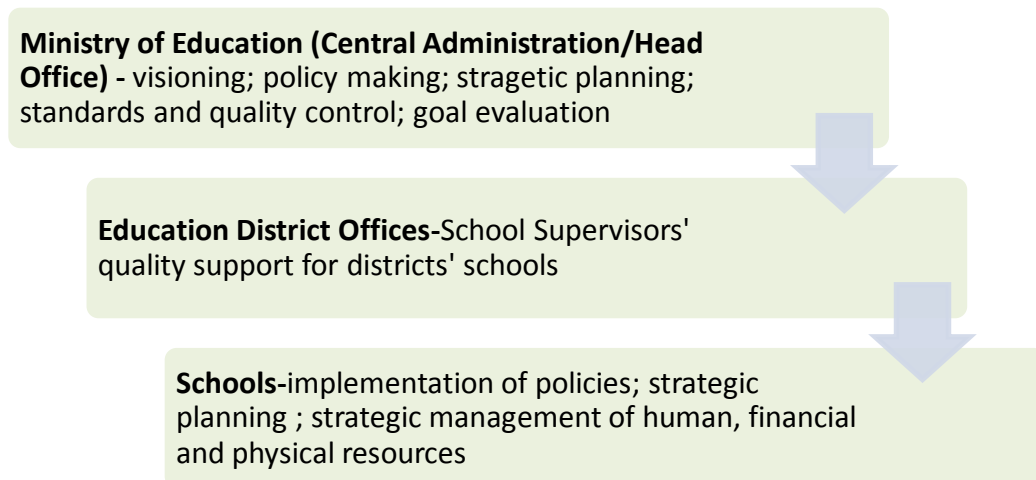 Ministry of Education (Central Administration/Head
Office) - visioning; policy making; stragetic planning;
standards and quality control; goal evaluation
Education District Offices-School Supervisors'
quality support for districts' schools
Schools-implementation of policies; strategic
planning ; strategic management of human, financial
and physical resources